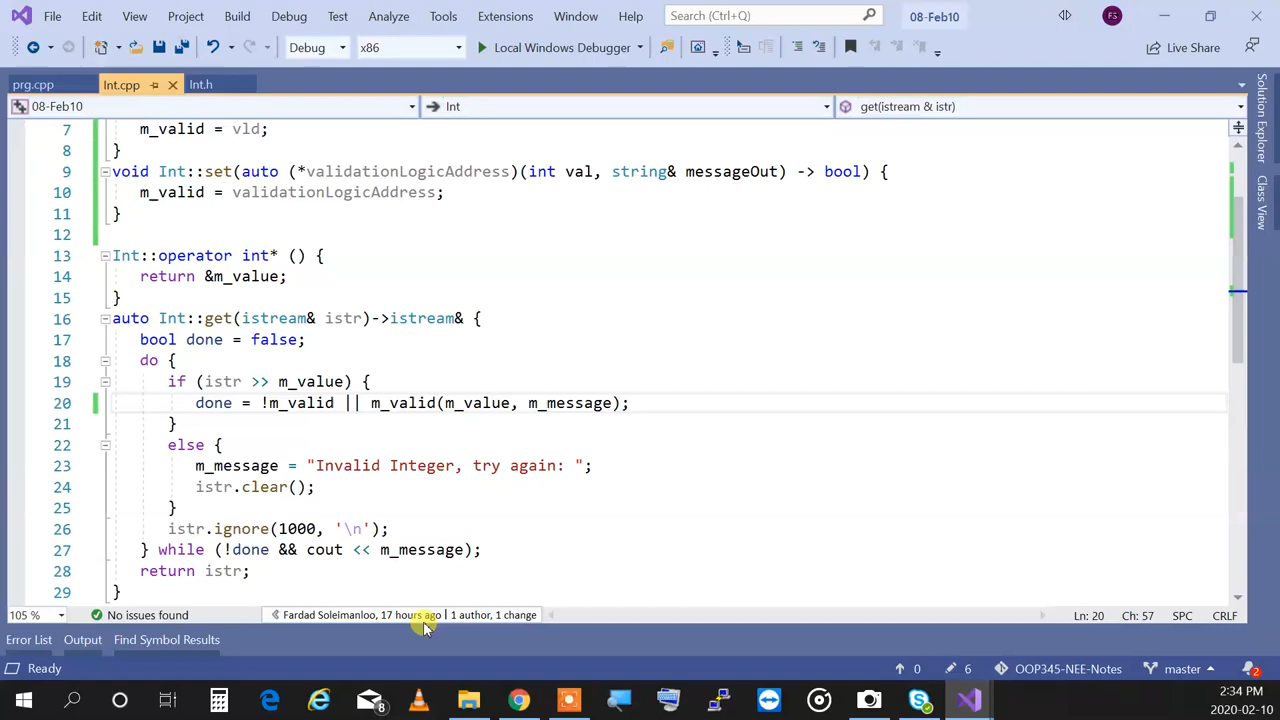 File Edit View Project Build Debug Test Analyze Tools Extensions Window Help Search (Ctrl+Q) 08-Feb10 FS
Debug x86 Local Windows Debugger Live Share
prg.cpp Int.cpp Int.h
08-Feb10 Int get(istream & istr)
7 m_valid = vld;
8 }
9 void Int::set(auto (*validationLogicAddress)(int val, string& messageOut) -> bool) {
10 m_valid = validationLogicAddress;
11 }
12
13 Int::operator int* () {
14 return &m_value;
15 }
16 auto Int::get(istream& istr)->istream& {
17 bool done = false;
18 do {
19 if (istr >> m_value) {
20 done = !m_valid || m_valid(m_value, m_message);
21 }
22 else {
23 m_message = "Invalid Integer, try again: ";
24 istr.clear();
25 }
26 istr.ignore(1000, '\n');
27 } while (!done && cout << m_message);
28 return istr;
29 }
Solution Explorer
Class View
105 % No issues found Fardad Soleimanloo, 17 hours ago | 1 author, 1 change Ln: 20 Ch: 57 SPC CRLF
Error List Output Find Symbol Results
Ready 0 6 OOP345-NEE-Notes master 2
8
2:34 PM
2020-02-10